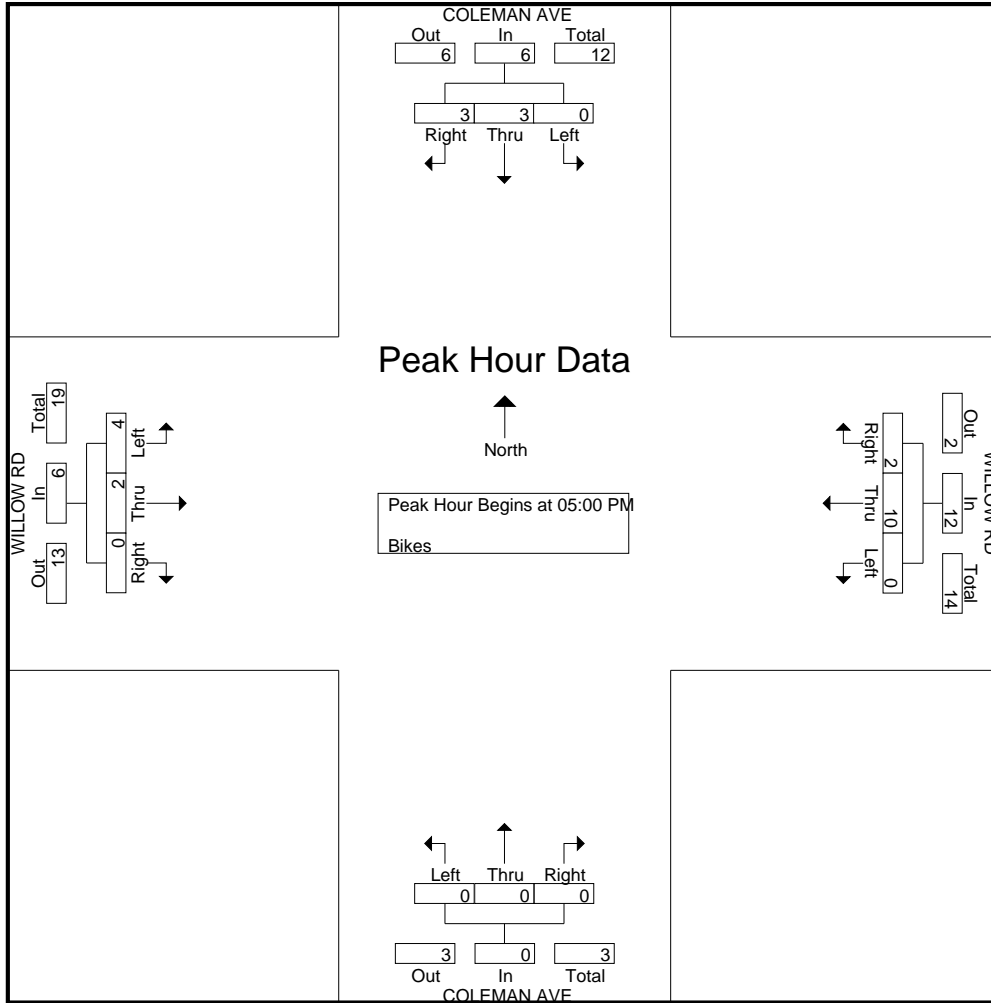 COLEMAN AVE
Out In Total
6 6 12
3 3 0
Right Thru Left
Peak Hour Data
North
Peak Hour Begins at 05:00 PM
Bikes
WILLOW RD
Out In Total
13 6 19
Left Thru Right
4 2 0
WILLOW RD
Out In Total
2 12 14
Right Thru Left
2 10 0
Left Thru Right
0 0 0
3 0 3
Out In Total
COLEMAN AVE